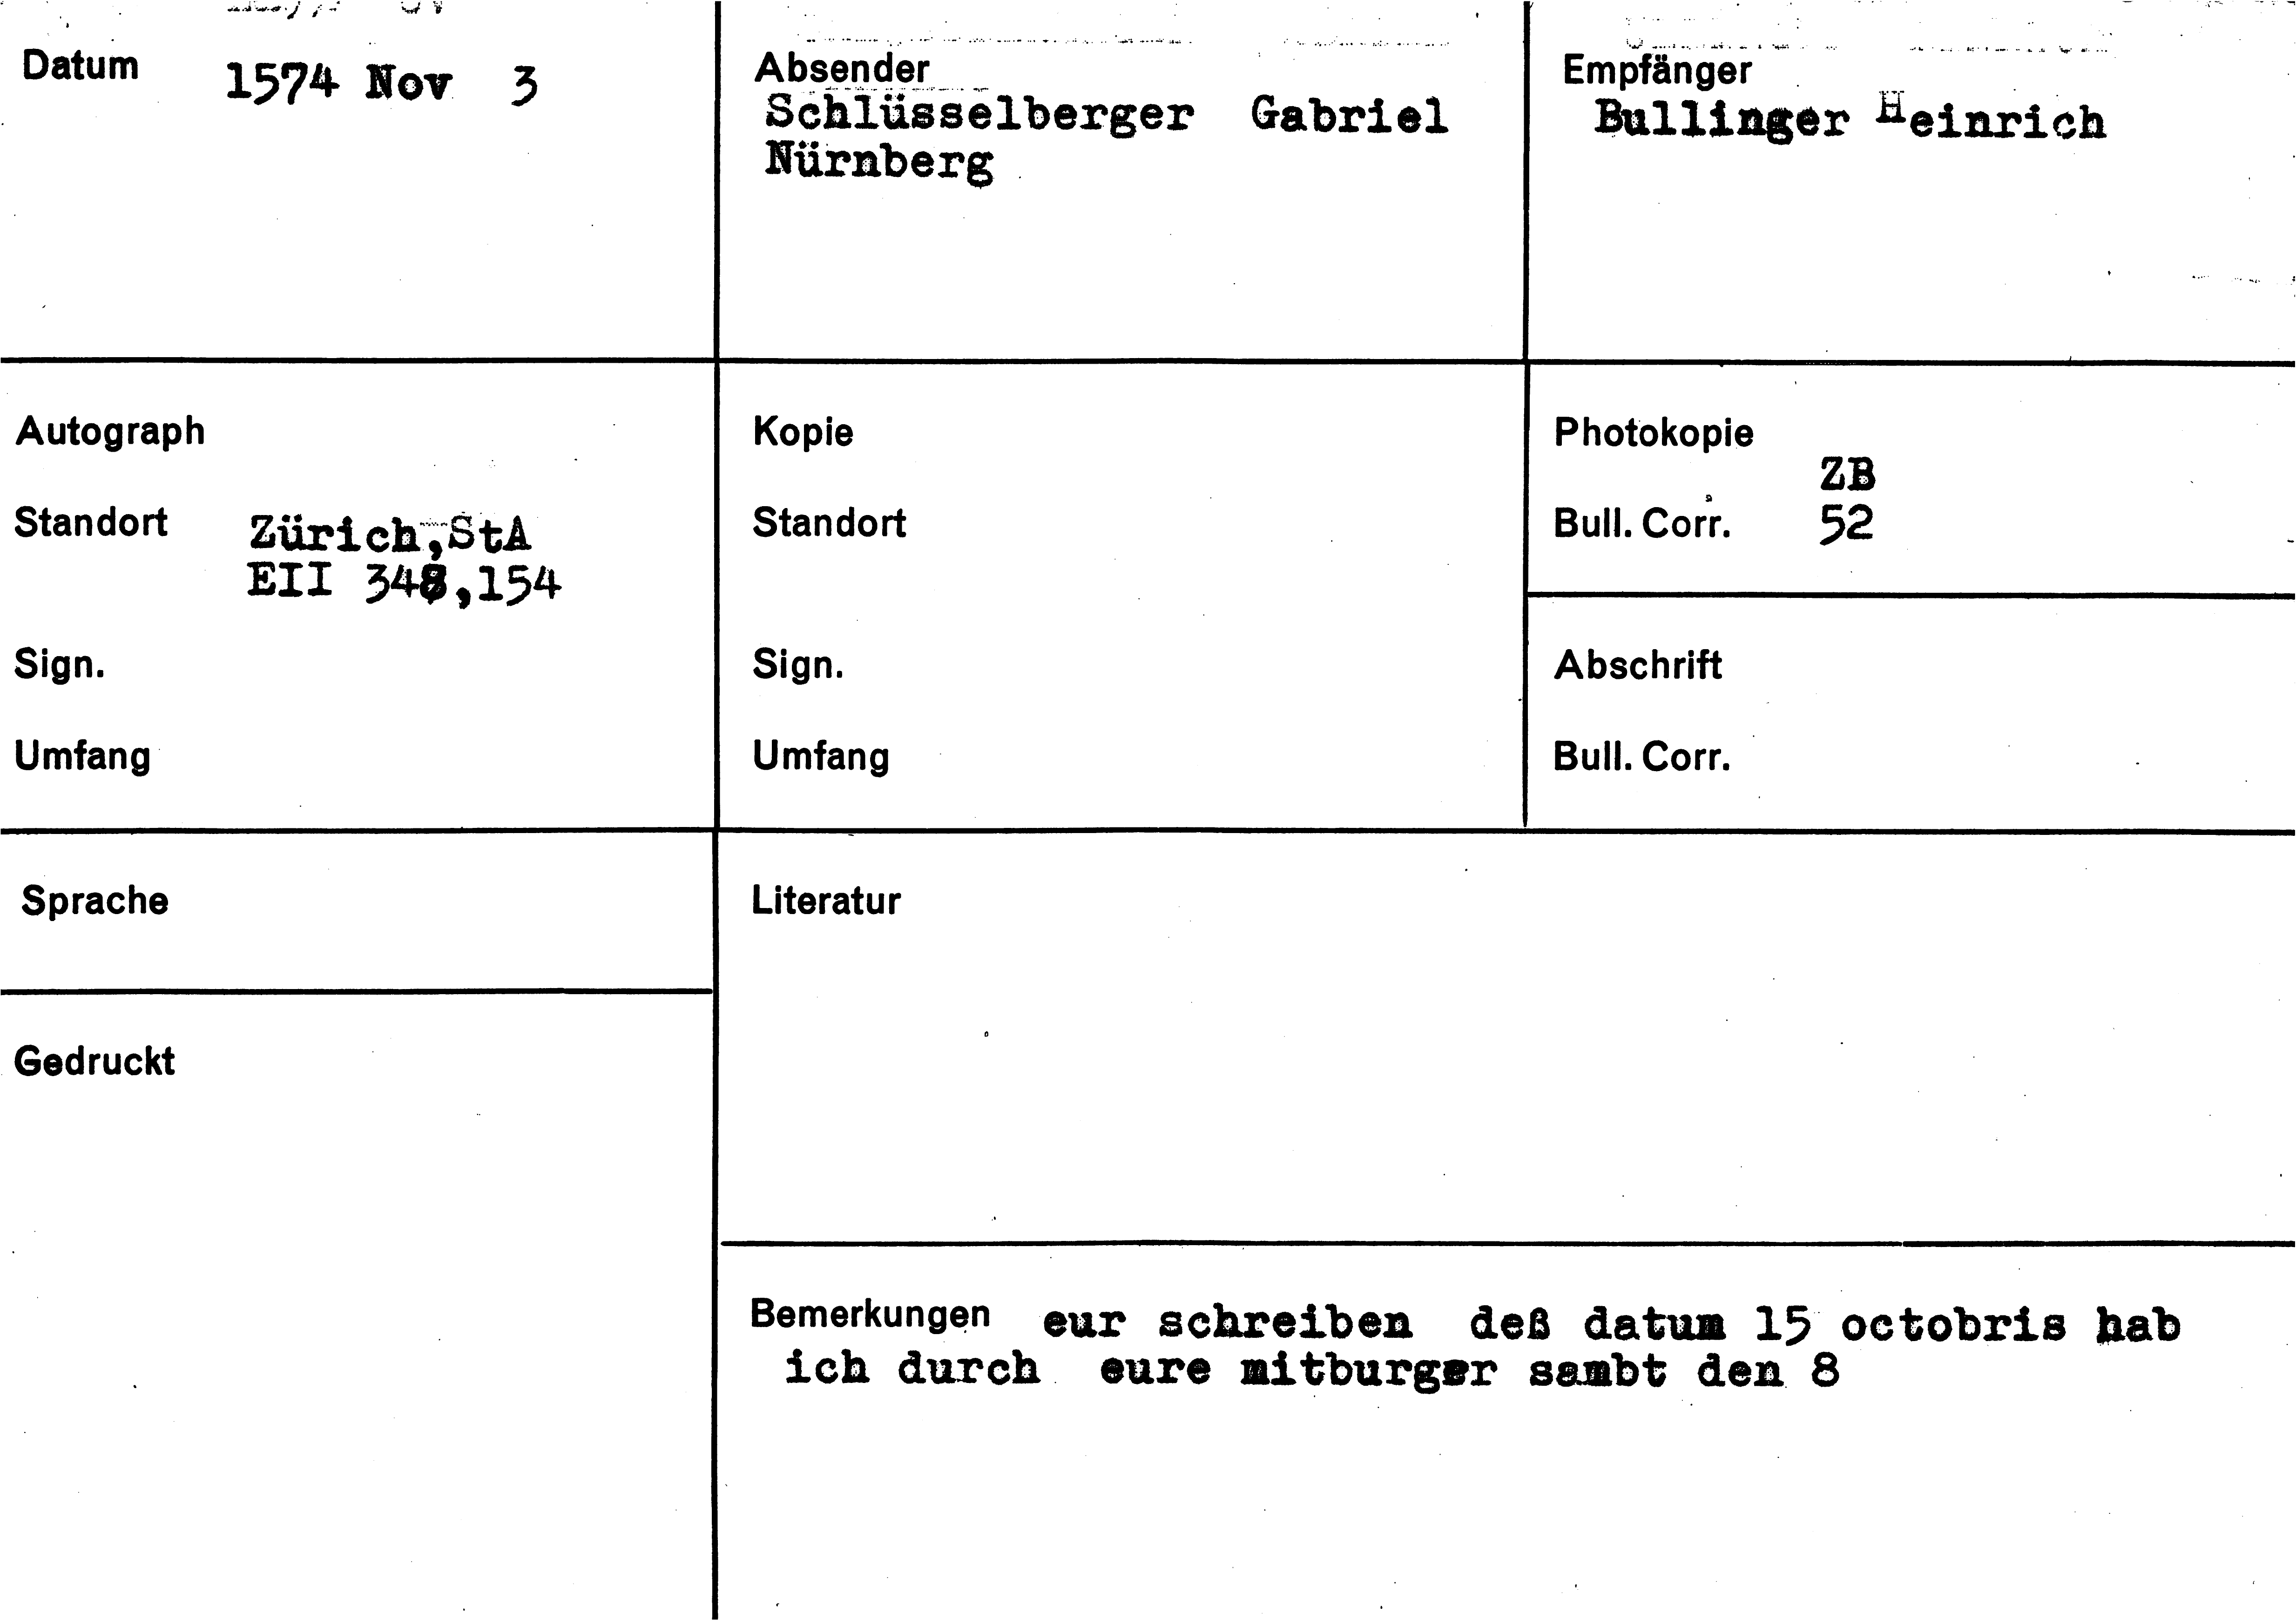 Datum 1574 Nov 3
Absender
Schlüsselberger Gabriel
Nürnberg
Empfänger
Bullinger Heinrich
Autograph
Standort Zürich, StA
EII 348,154
Sign.
Umfang
Kopie
Standort
Sign.
Umfang
Photokopie
ZB
Bull. Corr. 52
Abschrift
Bull. Corr.
Sprache
Gedruckt
Literatur
Bemerkungen eur schreiben deß datum 15 octobris hab
ich durch eure mitburger sambt den 8